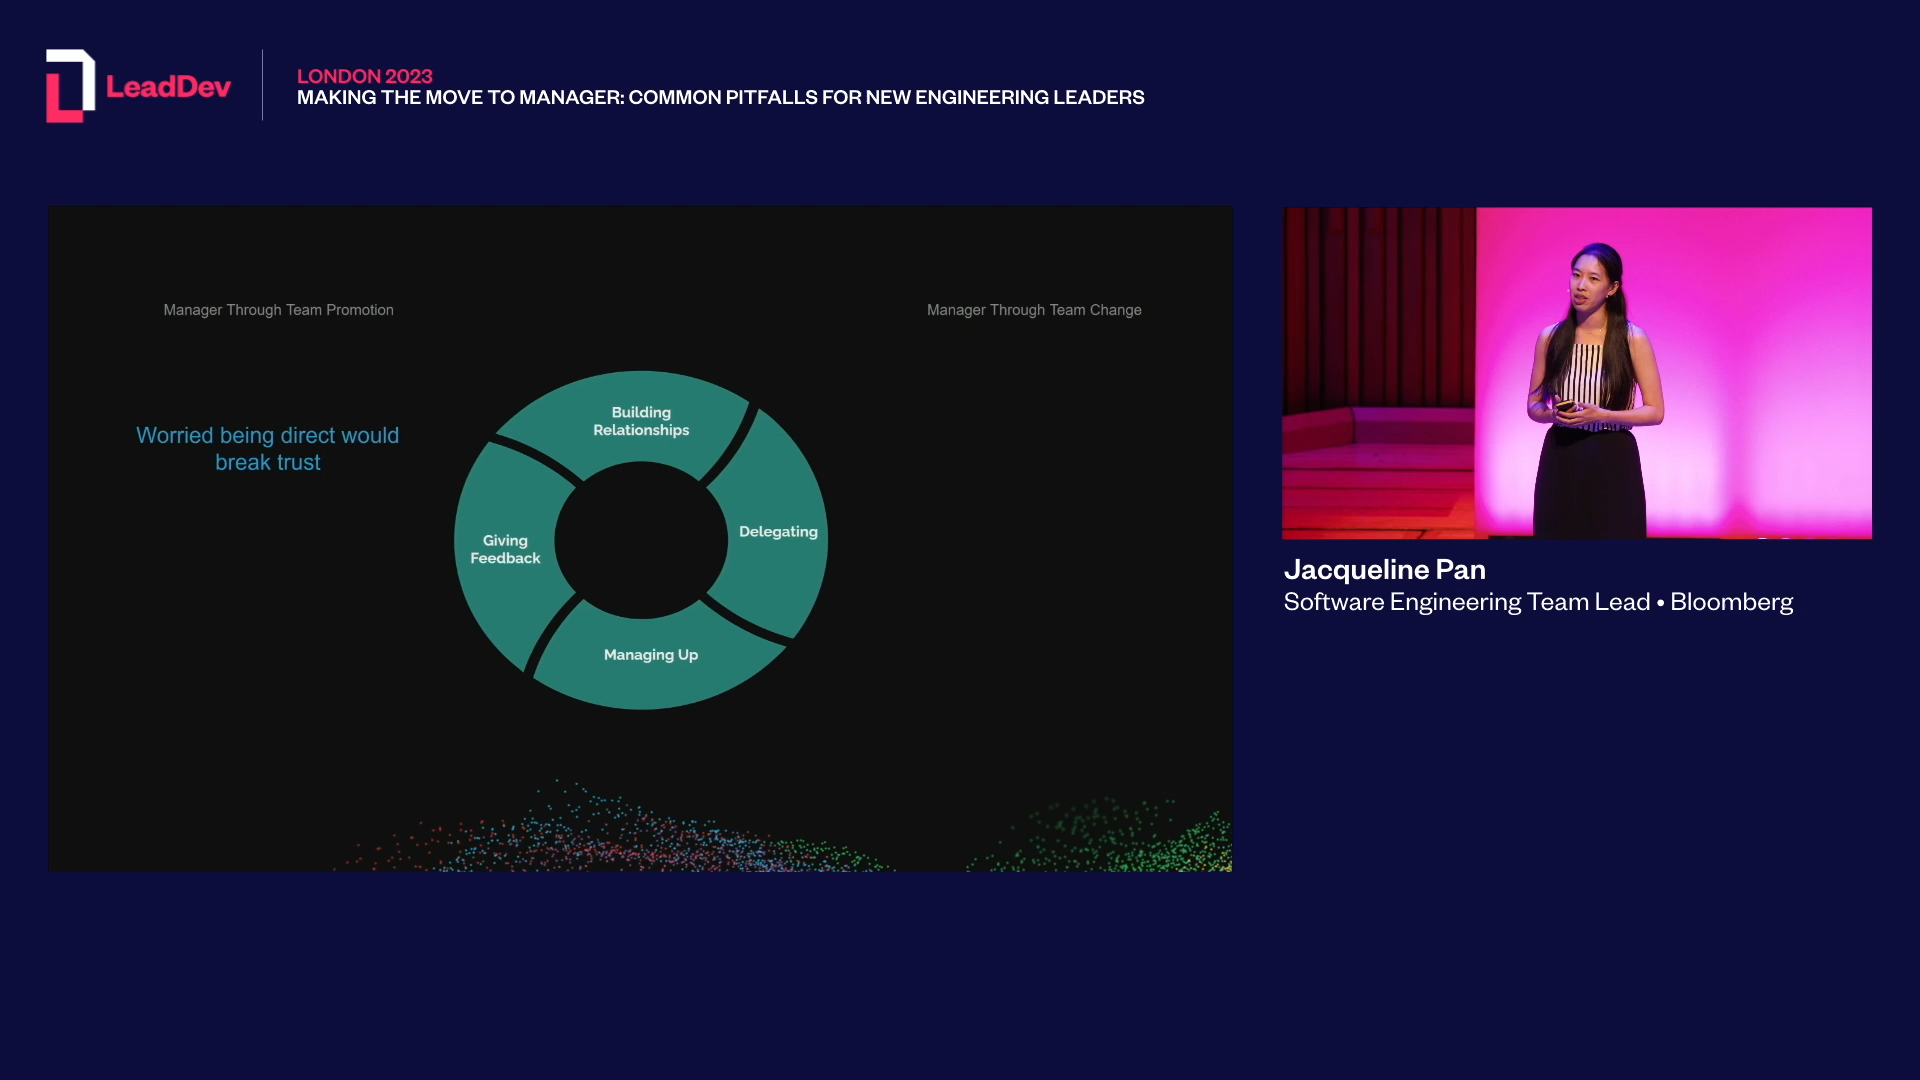 LeadDev
LONDON 2023
MAKING THE MOVE TO MANAGER: COMMON PITFALLS FOR NEW ENGINEERING LEADERS
Manager Through Team Promotion
Manager Through Team Change
Worried being direct would
break trust
Building
Relationships
Delegating
Giving
Feedback
Managing Up
Jacqueline Pan
Software Engineering Team Lead • Bloomberg